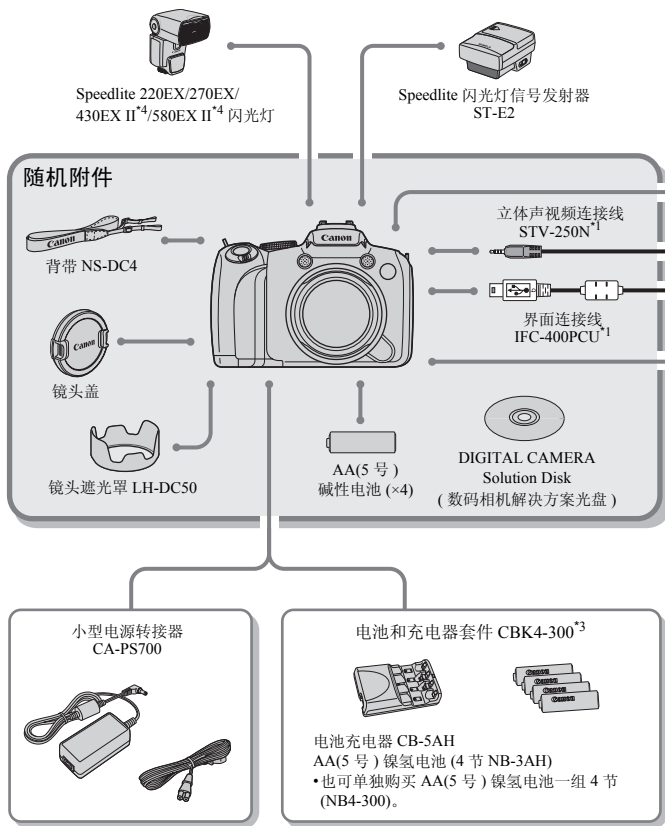 Speedlite 220EX/270EX/
430EX II*4/580EX II*4 闪光灯
Speedlite 闪光灯信号发射器
ST-E2
随机附件
Canon
背带 NS-DC4
Canon
立体声视频连接线
STV-250N*1
Canon
镜头盖
界面连接线
IFC-400PCU*1
镜头遮光罩 LH-DC50
AA(5 号)
碱性电池 (×4)
DIGITAL CAMERA
Solution Disk
( 数码相机解决方案光盘 )
小型电源转接器
CA-PS700
电池和充电器套件 CBK4-300*3
Canon
Canon
Canon
Canon
电池充电器 CB-5AH
AA(5 号 ) 镍氢电池 (4 节 NB-3AH)
•也可单独购买 AA(5 号 ) 镍氢电池一组 4 节
(NB4-300)。